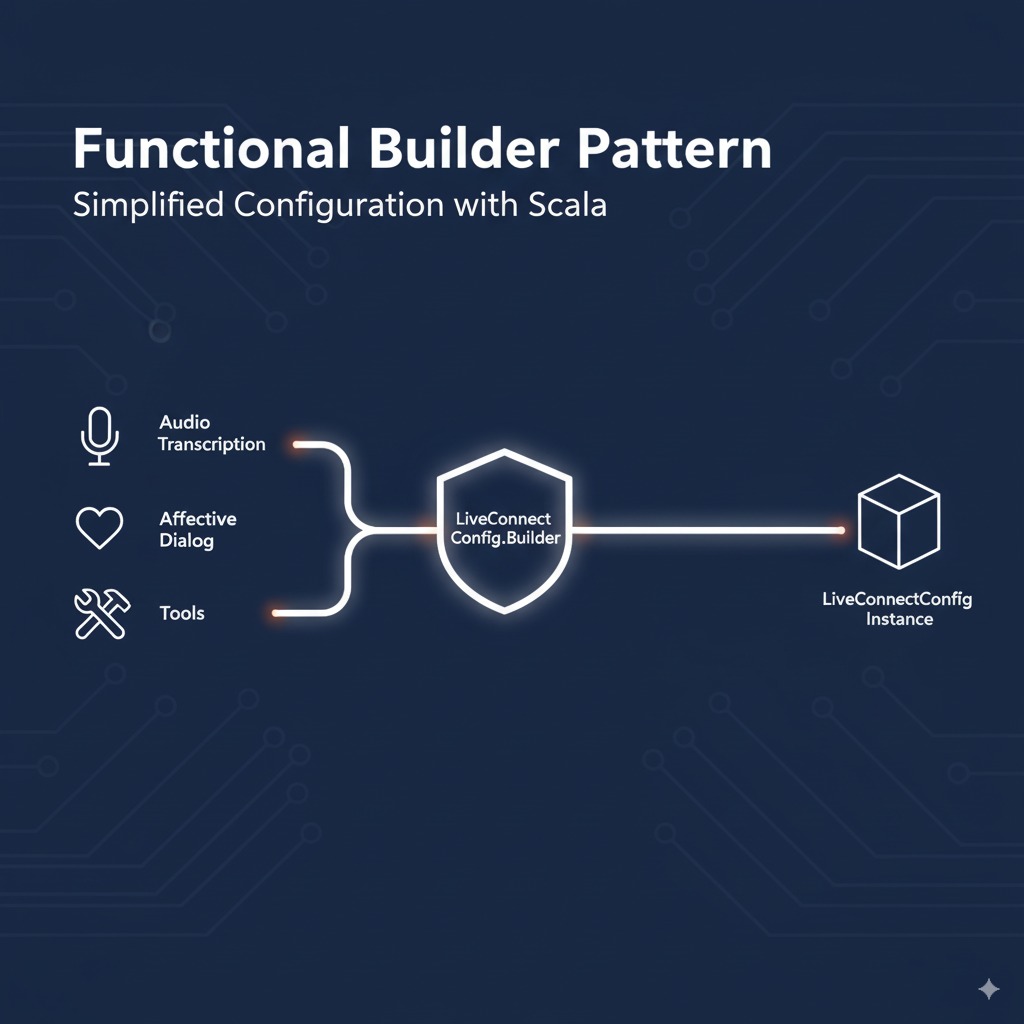 Functional Builder Pattern
Simplified Configuration with Scala
Audio
Transcription
Affective
Dialog
Tools
LiveConnect
Config.Builder
LiveConnectConfig
Instance